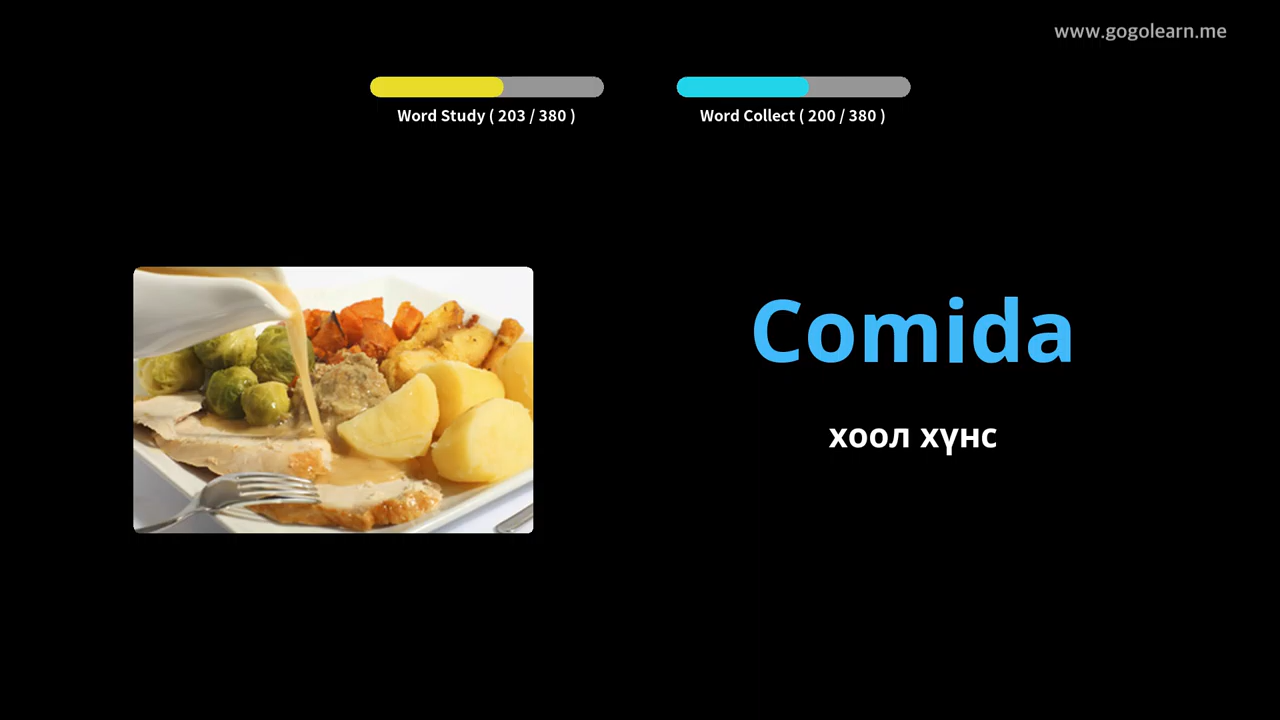 www.gogolearn.me
Word Study ( 203 / 380 )
Word Collect ( 200 / 380 )
Comida
хоол хүнс